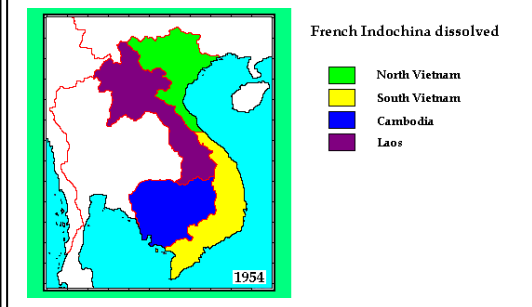 French Indochina dissolved
North Vietnam
South Vietnam
Cambodia
Laos
1954